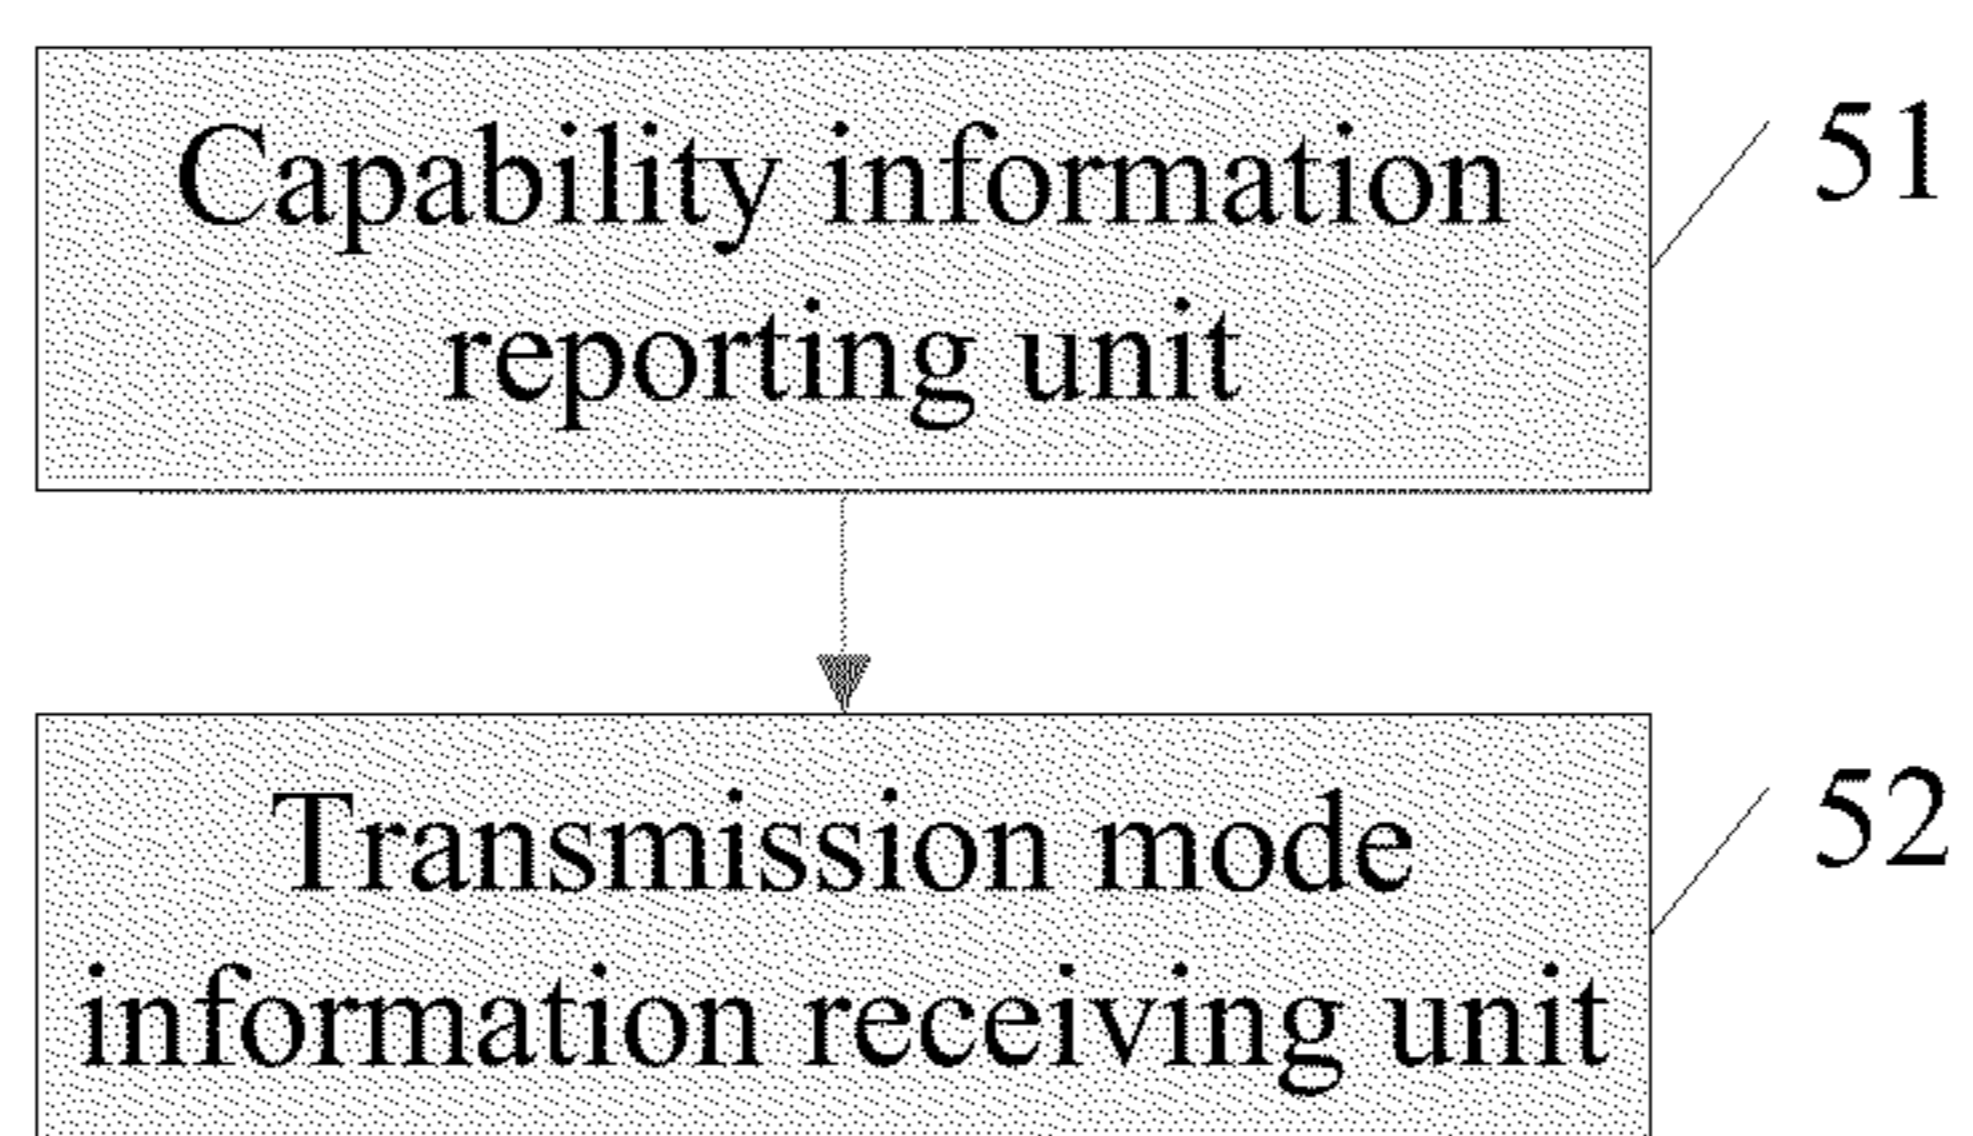 Capability information
reporting unit
51
Transmission mode
information receiving unit
52